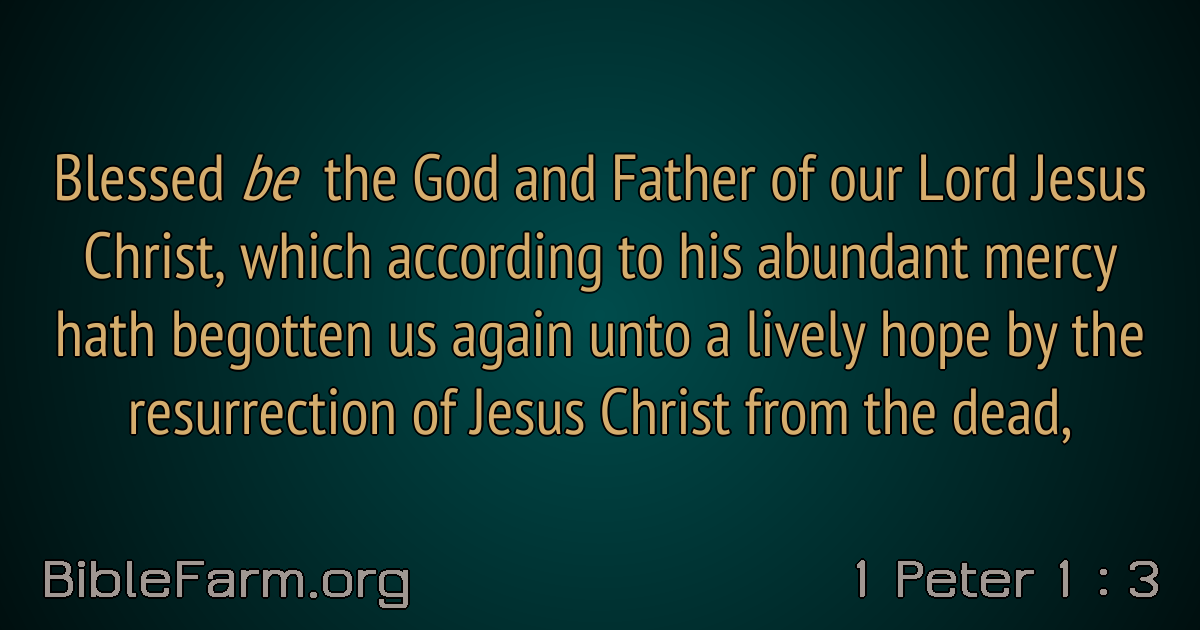 Blessed be the God and Father of our Lord Jesus
Christ, which according to his abundant mercy
hath begotten us again unto a lively hope by the
resurrection of Jesus Christ from the dead,
BibleFarm.org
1 Peter 1 : 3